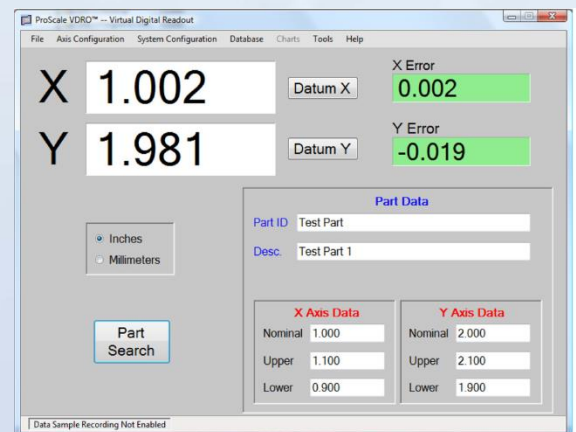 ProScale VDRO™ -- Virtual Digital Readout
File Axis Configuration System Configuration Database Charts Tools Help
X 1.002 Datum X
X Error
0.002
Y 1.981 Datum Y
Y Error
-0.019
Inches
Millimeters
Part Search
Part Data
Part ID Test Part
Desc. Test Part 1
X Axis Data
Nominal 1.000
Upper 1.100
Lower 0.900
Y Axis Data
Nominal 2.000
Upper 2.100
Lower 1.900
Data Sample Recording Not Enabled